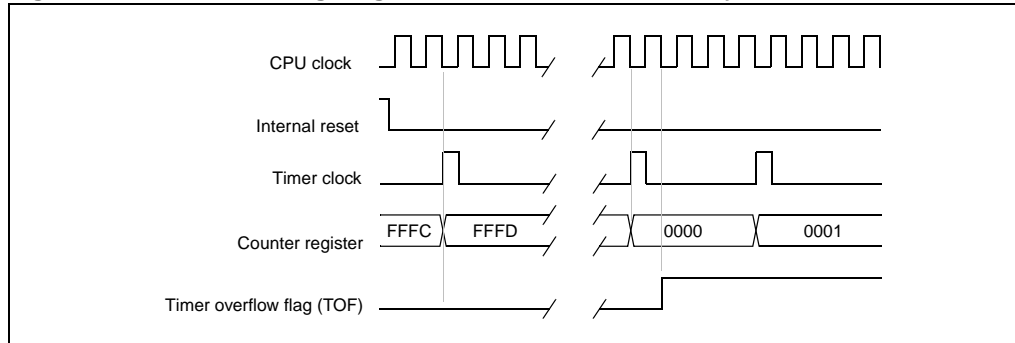 CPU clock
Internal reset
Timer clock
Counter register
FFFC
FFFD
0000
0001
Timer overflow flag (TOF)